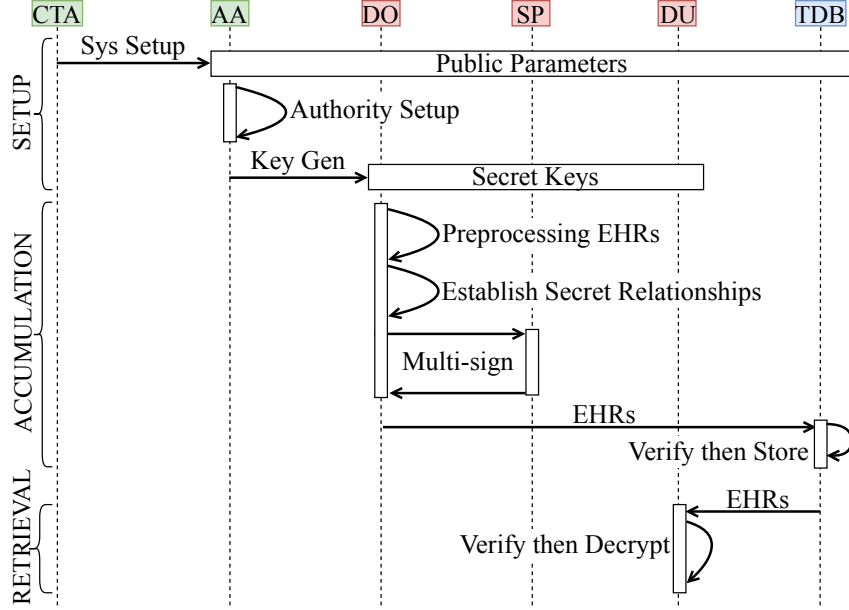 CTA AA DO SP DU TDB
SETUP
Sys Setup
Public Parameters
Authority Setup
Key Gen
Secret Keys
ACCUMULATION
Preprocessing EHRs
Establish Secret Relationships
Multi-sign
EHRs
Verify then Store
RETRIEVAL
EHRs
Verify then Decrypt